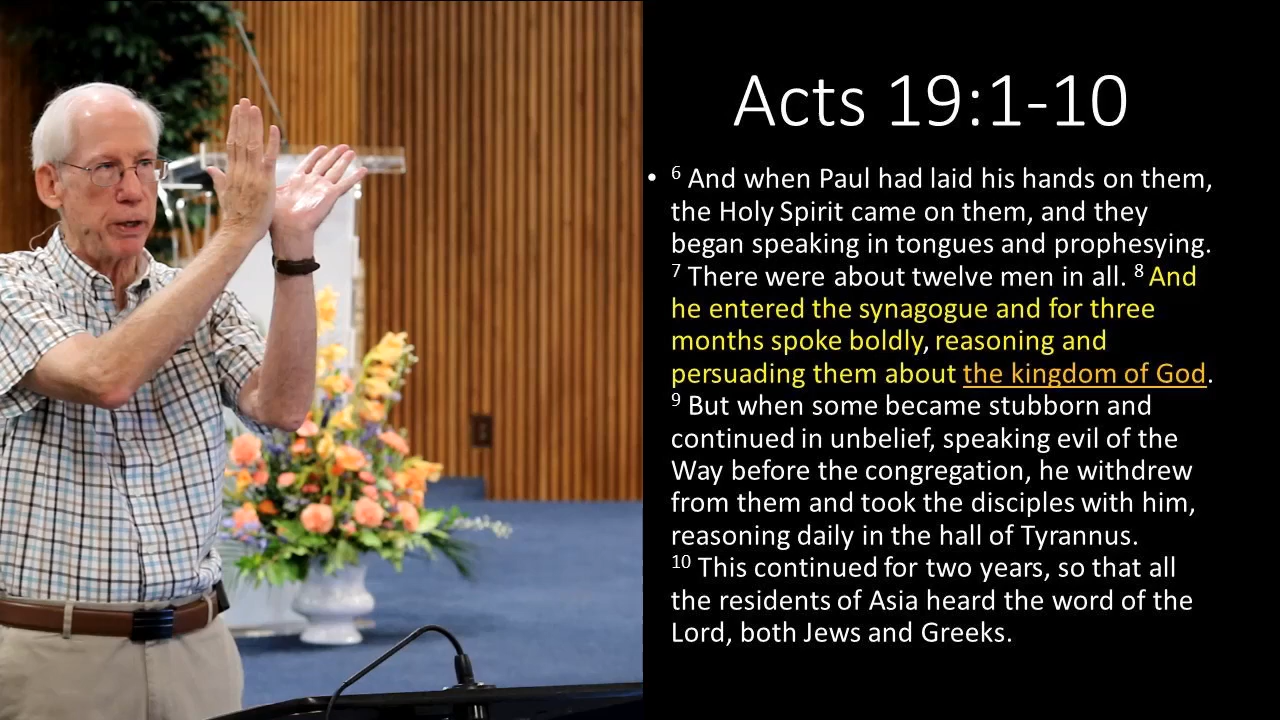 Acts 19:1-10
• ⁶ And when Paul had laid his hands on them,
the Holy Spirit came on them, and they
began speaking in tongues and prophesying.
⁷ There were about twelve men in all. ⁸ And
he entered the synagogue and for three
months spoke boldly, reasoning and
persuading them about the kingdom of God.
⁹ But when some became stubborn and
continued in unbelief, speaking evil of the
Way before the congregation, he withdrew
from them and took the disciples with him,
reasoning daily in the hall of Tyrannus.
¹⁰ This continued for two years, so that all
the residents of Asia heard the word of the
Lord, both Jews and Greeks.